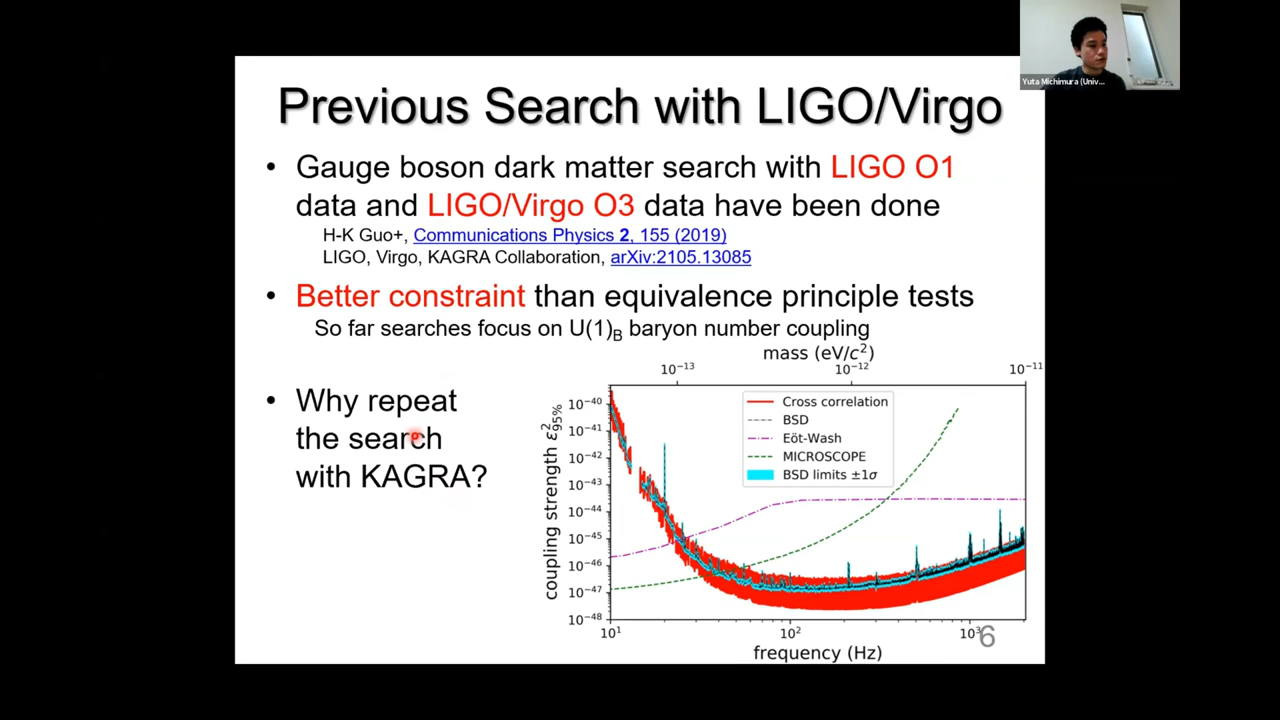 Yuta Michimura (Univ...
Previous Search with LIGO/Virgo
• Gauge boson dark matter search with LIGO O1
data and LIGO/Virgo O3 data have been done
H-K Guo+, Communications Physics 2, 155 (2019)
LIGO, Virgo, KAGRA Collaboration, arXiv:2105.13085
• Better constraint than equivalence principle tests
So far searches focus on U(1)B baryon number coupling
• Why repeat
the search
with KAGRA?
mass (eV/c²)
10⁻¹³ 10⁻¹² 10⁻¹¹
coupling strength ε²95%
10⁻⁴⁰
10⁻⁴¹
10⁻⁴²
10⁻⁴³
10⁻⁴⁴
10⁻⁴⁵
10⁻⁴⁶
10⁻⁴⁷
10⁻⁴⁸
Cross correlation
BSD
Eöt-Wash
MICROSCOPE
BSD limits ±1σ
10¹ 10² 10³
frequency (Hz)
6